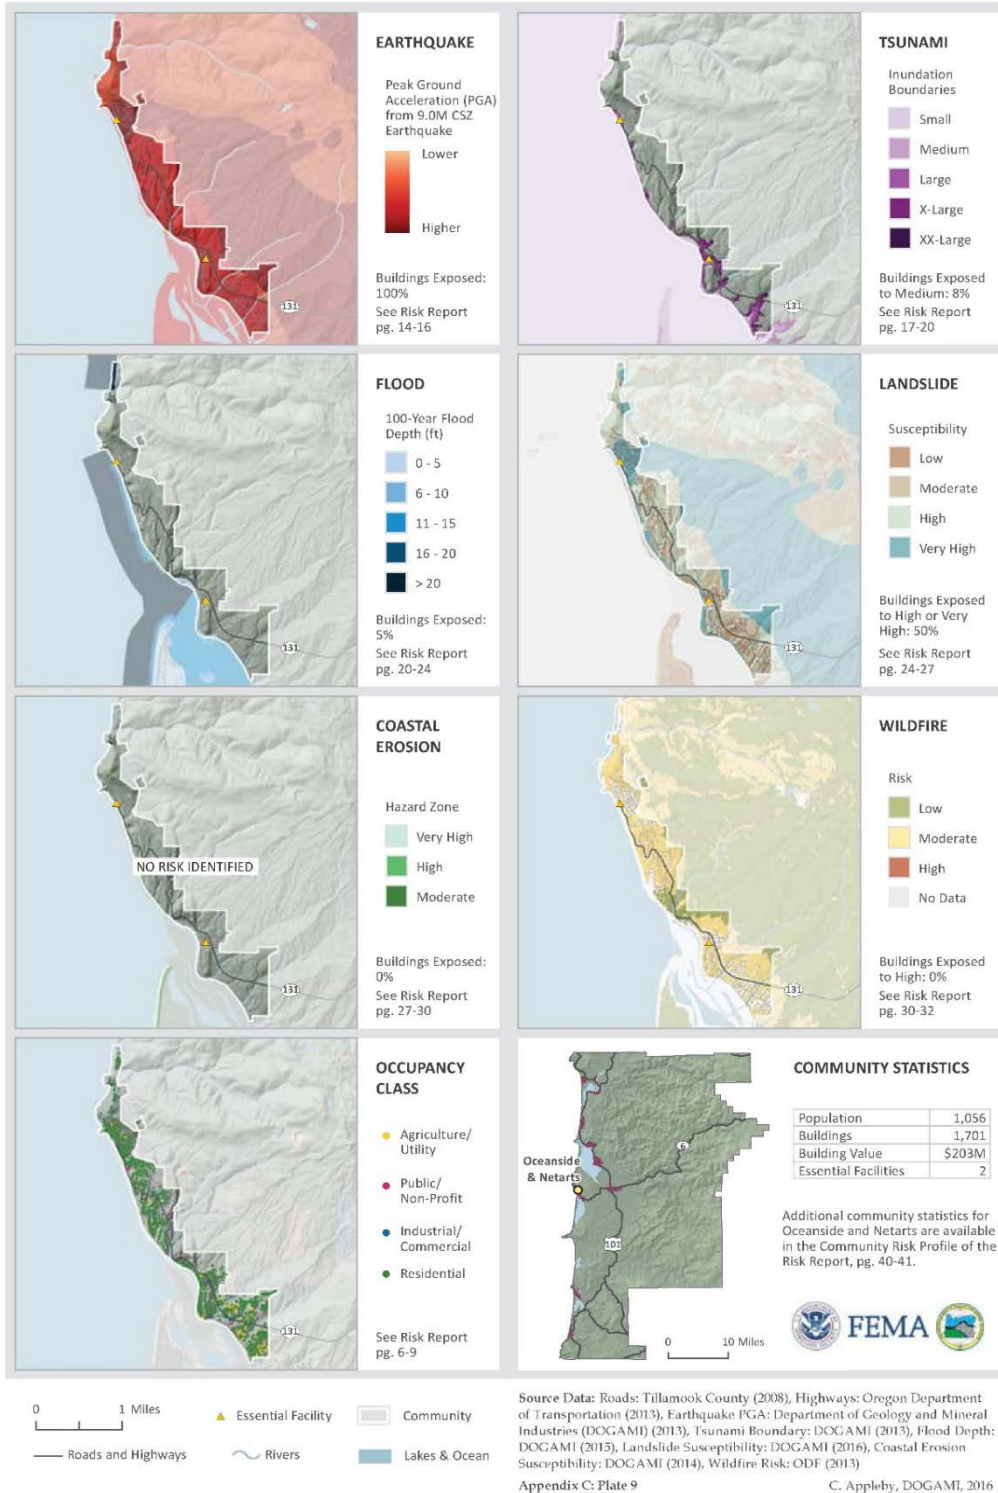 EARTHQUAKE
Peak Ground
Acceleration (PGA)
from 9.0M CSZ
Earthquake
Lower
Higher
Buildings Exposed:
100%
See Risk Report
pg. 14-16
131
TSUNAMI
Inundation
Boundaries
Small
Medium
Large
X-Large
XX-Large
Buildings Exposed
to Medium: 8%
See Risk Report
pg. 17-20
131
FLOOD
100-Year Flood
Depth (ft)
0 - 5
6 - 10
11 - 15
16 - 20
> 20
Buildings Exposed:
5%
See Risk Report
pg. 20-24
131
LANDSLIDE
Susceptibility
Low
Moderate
High
Very High
Buildings Exposed
to High or Very
High: 50%
See Risk Report
pg. 24-27
131
COASTAL
EROSION
Hazard Zone
Very High
High
Moderate
NO RISK IDENTIFIED
Buildings Exposed:
0%
See Risk Report
pg. 27-30
131
WILDFIRE
Risk
Low
Moderate
High
No Data
Buildings Exposed
to High: 0%
See Risk Report
pg. 30-32
131
OCCUPANCY
CLASS
Agriculture/
Utility
Public/
Non-Profit
Industrial/
Commercial
Residential
See Risk Report
pg. 6-9
131
Oceanside
& Netarts
6
101
0 10 Miles
COMMUNITY STATISTICS
Population 1,056
Buildings 1,701
Building Value $203M
Essential Facilities 2
Additional community statistics for
Oceanside and Netarts are available
in the Community Risk Profile of the
Risk Report, pg. 40-41.
FEMA
0 1 Miles
Essential Facility
Community
Roads and Highways
Rivers
Lakes & Ocean
Source Data: Roads: Tillamook County (2008), Highways: Oregon Department
of Transportation (2013), Earthquake PGA: Department of Geology and Mineral
Industries (DOGAMI) (2013), Tsunami Boundary: DOGAMI (2013), Flood Depth:
DOGAMI (2015), Landslide Susceptibility: DOGAMI (2016), Coastal Erosion
Susceptibility: DOGAMI (2014), Wildfire Risk: ODF (2013)
Appendix C: Plate 9
C. Appleby, DOGAMI, 2016